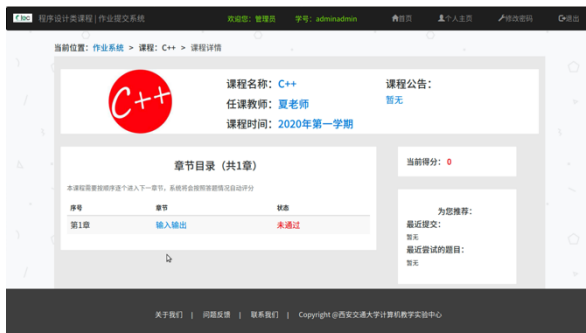 程序设计类课程 | 作业提交系统
欢迎您：管理员
学号：adminadmin
首页
个人主页
修改密码
退出
当前位置：作业系统 > 课程：C++ > 课程详情
C++
课程名称：C++
任课教师：夏老师
课程时间：2020年第一学期
课程公告：
暂无
章节目录（共1章）
本课程需要按顺序逐个进入下一章节，系统将会按照答题情况自动评分
序号 章节 状态
第1章 输入输出 未通过
当前得分：0
为您推荐：
最近提交：
暂无
最近尝试的题目：
暂无
关于我们 | 问题反馈 | 联系我们 | Copyright @西安交通大学计算机教学实验中心